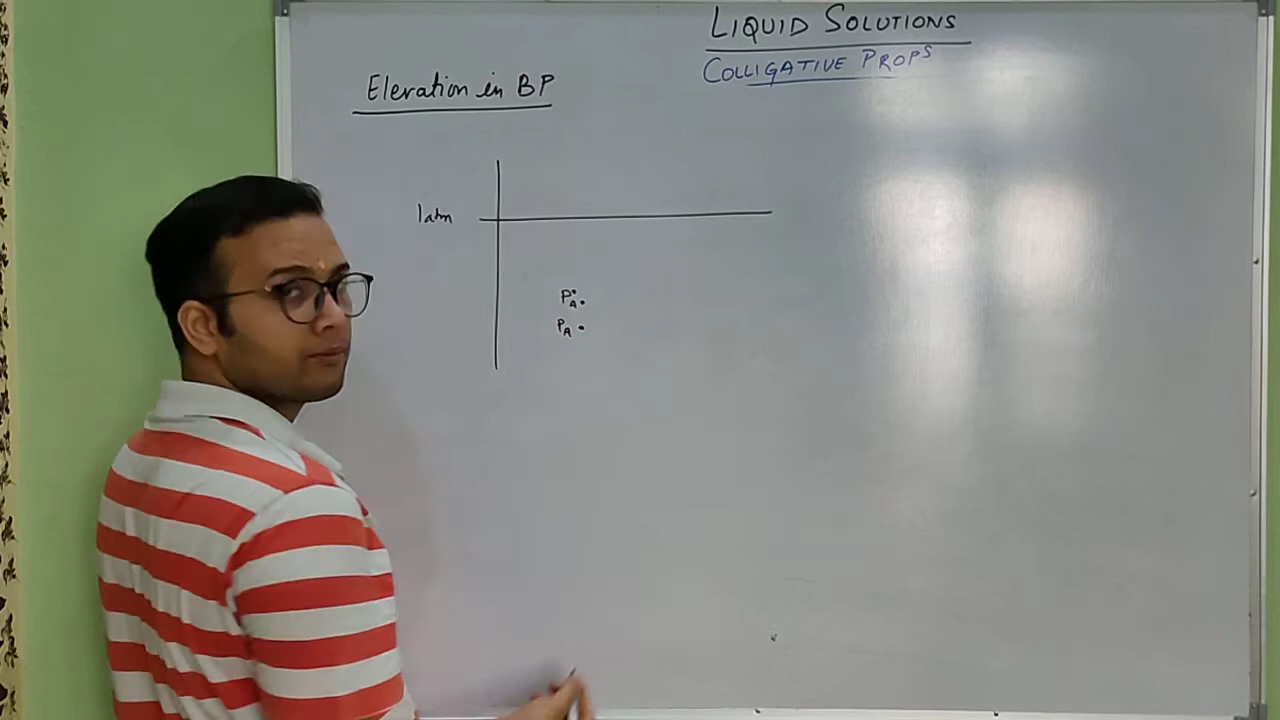 LIQUID SOLUTIONS
COLLIGATIVE PROPS
Elevation in BP
1atm
P°A
PA